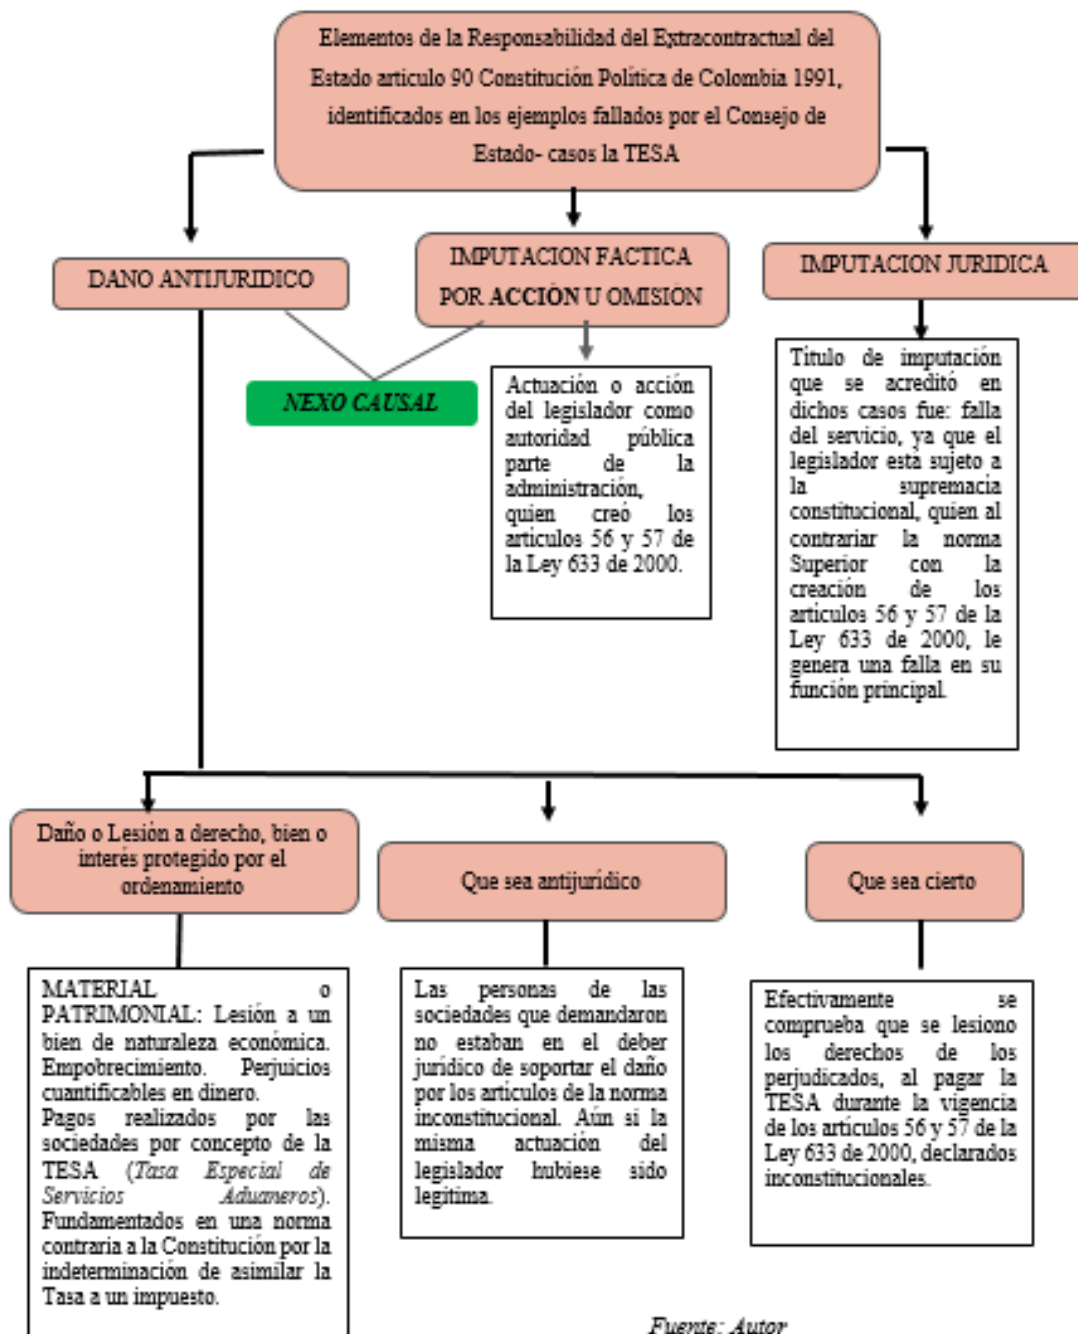 Elementos de la Responsabilidad del Extracontractual del
Estado articulo 90 Constitución Política de Colombia 1991,
identificados en los ejemplos fallados por el Consejo de
Estado- casos la TESA
DANO ANTIJURIDICO
IMPUTACION FACTICA
POR ACCIÓN U OMISIÓN
IMPUTACION JURIDICA
NEXO CAUSAL
Actuación o acción
del legislador como
autoridad pública
parte de la
administración,
quien creó los
artículos 56 y 57 de
la Ley 633 de 2000.
Título de imputación
que se acreditó en
dichos casos fue: falla
del servicio, ya que el
legislador está sujeto a
la supremacía
constitucional, quien al
contrariar la norma
Superior con la
creación de los
artículos 56 y 57 de la
Ley 633 de 2000, le
genera una falla en su
función principal.
Daño o Lesión a derecho, bien o
interés protegido por el
ordenamiento
Que sea antijurídico
Que sea cierto
MATERIAL o
PATRIMONIAL: Lesión a un
bien de naturaleza económica.
Empobrecimiento. Perjuicios
cuantificables en dinero.
Pagos realizados por las
sociedades por concepto de la
TESA (Tasa Especial de
Servicios Aduaneros).
Fundamentados en una norma
contraria a la Constitución por la
indeterminación de asimilar la
Tasa a un impuesto.
Las personas de las
sociedades que demandaron
no estaban en el deber
jurídico de soportar el daño
por los artículos de la norma
inconstitucional. Aún si la
misma actuación del
legislador hubiese sido
legítima.
Efectivamente se
comprueba que se lesiono
los derechos de los
perjudicados, al pagar la
TESA durante la vigencia
de los artículos 56 y 57 de la
Ley 633 de 2000, declarados
inconstitucionales.
Fuente: Autor